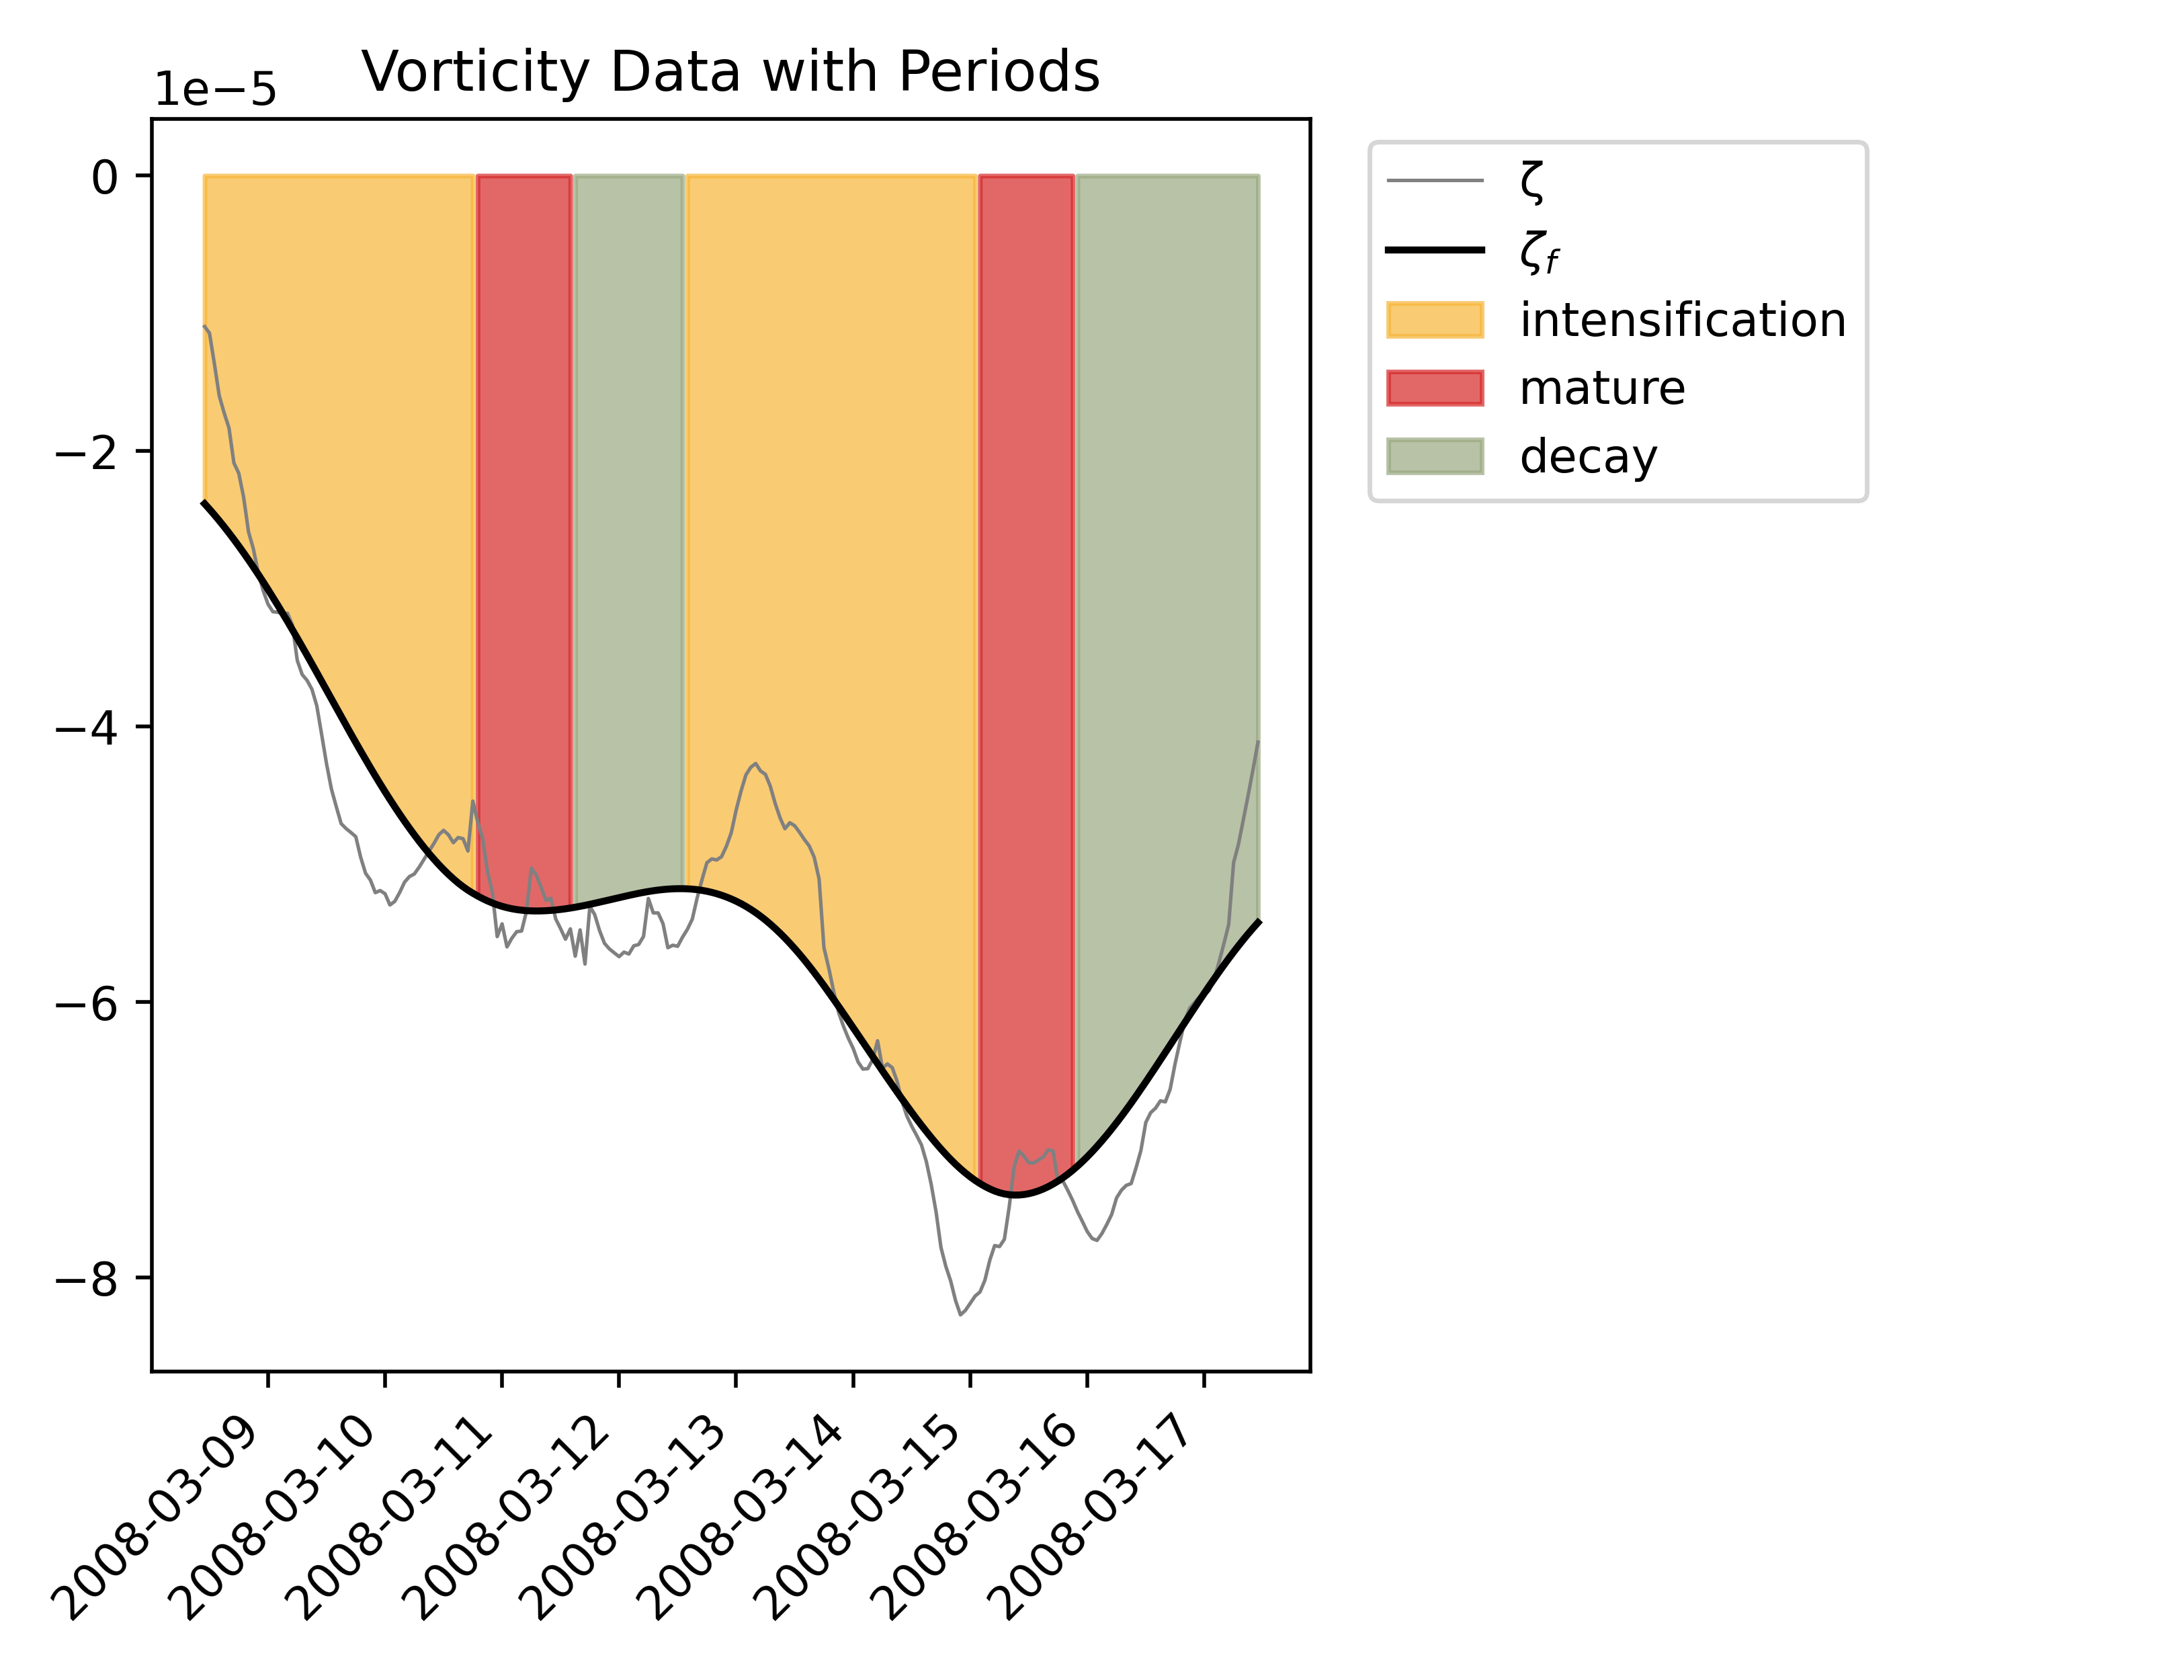 Vorticity Data with Periods
1e−5
0
−2
−4
−6
−8
2008-03-09
2008-03-10
2008-03-11
2008-03-12
2008-03-13
2008-03-14
2008-03-15
2008-03-16
2008-03-17
ζ
ζf
intensification
mature
decay